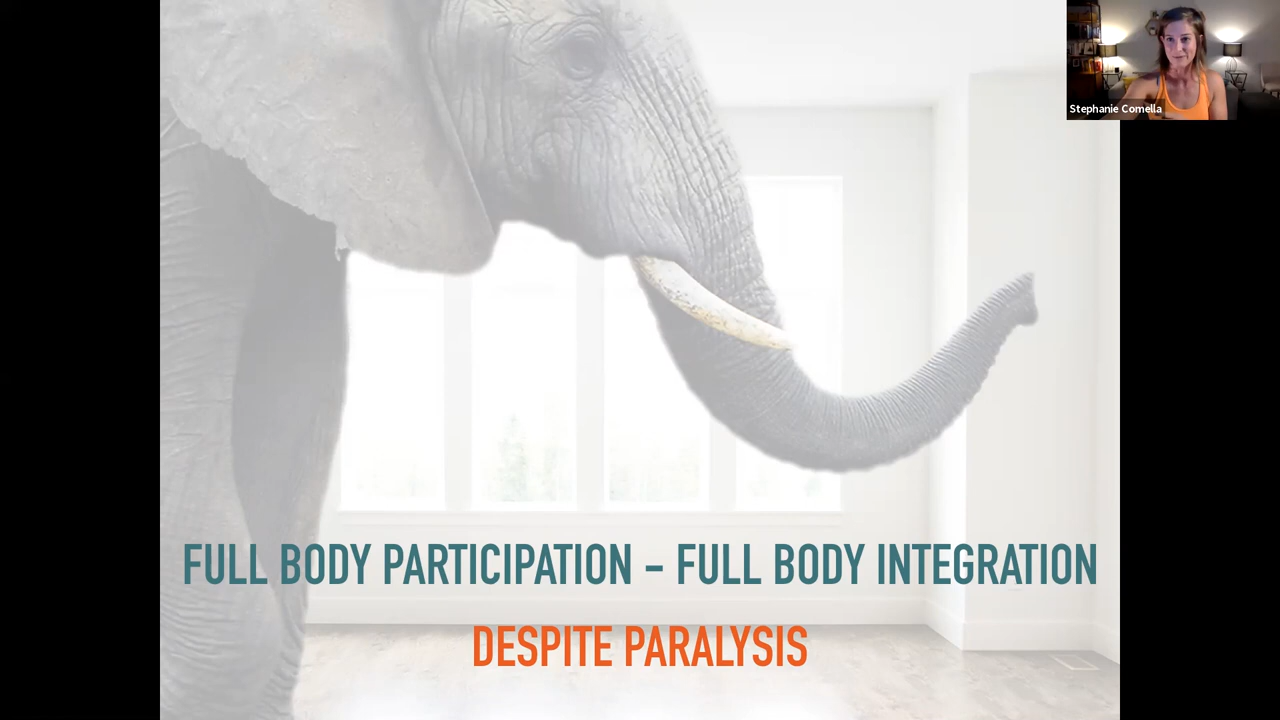 Stephanie Comella
FULL BODY PARTICIPATION - FULL BODY INTEGRATION
DESPITE PARALYSIS